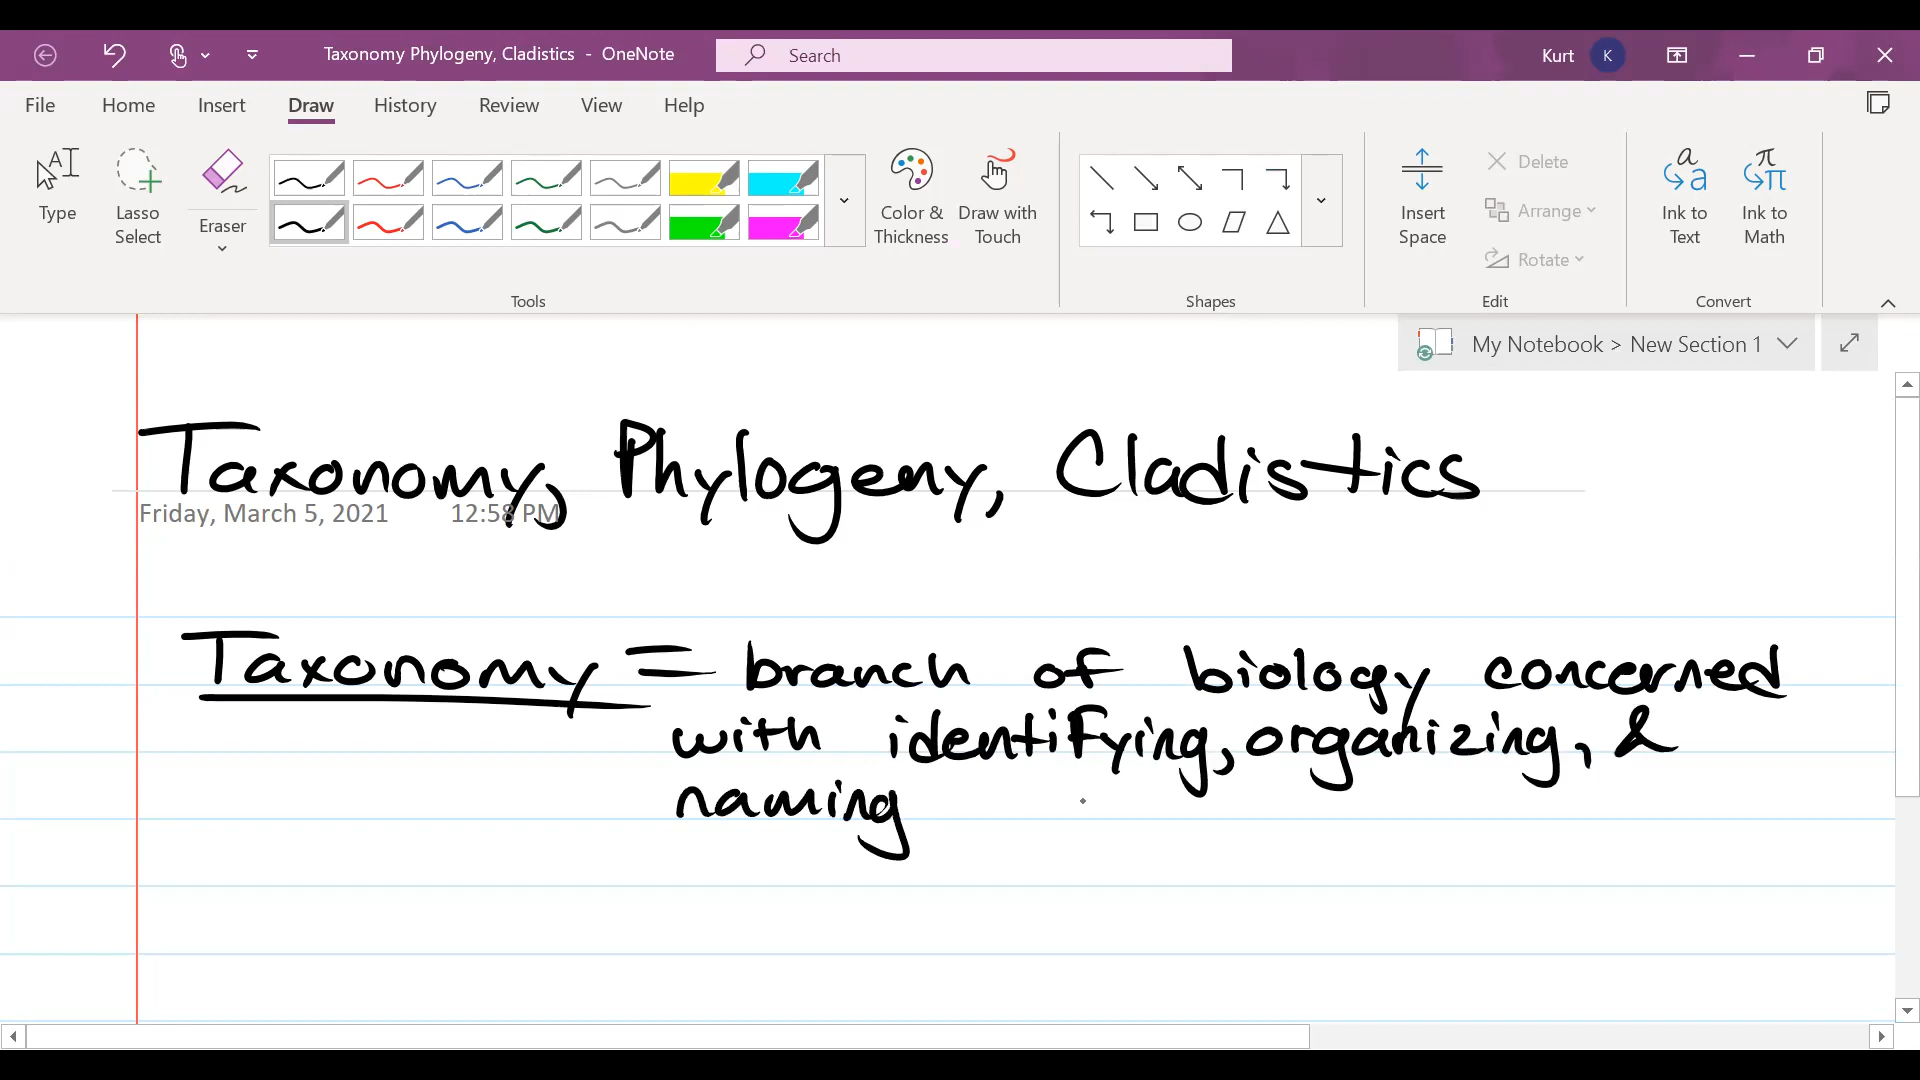 Taxonomy Phylogeny, Cladistics - OneNote
Search
Kurt
K
File Home Insert Draw History Review View Help
Type
Lasso Select
Eraser
Color & Thickness
Draw with Touch
Tools
Shapes
Insert Space
Delete
Arrange
Rotate
Edit
Ink to Text
Ink to Math
Convert
My Notebook > New Section 1
Taxonomy, Phylogeny, Cladistics
Friday, March 5, 2021 12:58 PM
Taxonomy = branch of biology concerned
with identifying, organizing, &
naming